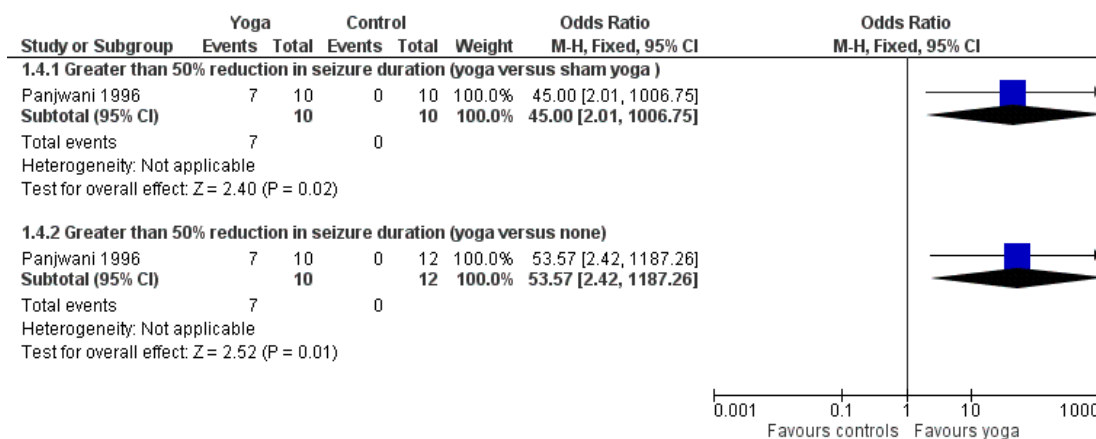 Yoga Control Odds Ratio Odds Ratio
Study or Subgroup Events Total Events Total Weight M-H, Fixed, 95% CI M-H, Fixed, 95% CI
1.4.1 Greater than 50% reduction in seizure duration (yoga versus sham yoga )
Panjwani 1996 7 10 0 10 100.0% 45.00 [2.01, 1006.75]
Subtotal (95% CI) 10 10 100.0% 45.00 [2.01, 1006.75]
Total events 7 0
Heterogeneity: Not applicable
Test for overall effect: Z = 2.40 (P = 0.02)
1.4.2 Greater than 50% reduction in seizure duration (yoga versus none)
Panjwani 1996 7 10 0 12 100.0% 53.57 [2.42, 1187.26]
Subtotal (95% CI) 10 12 100.0% 53.57 [2.42, 1187.26]
Total events 7 0
Heterogeneity: Not applicable
Test for overall effect: Z = 2.52 (P = 0.01)
0.001 0.1 1 10 1000
Favours controls Favours yoga